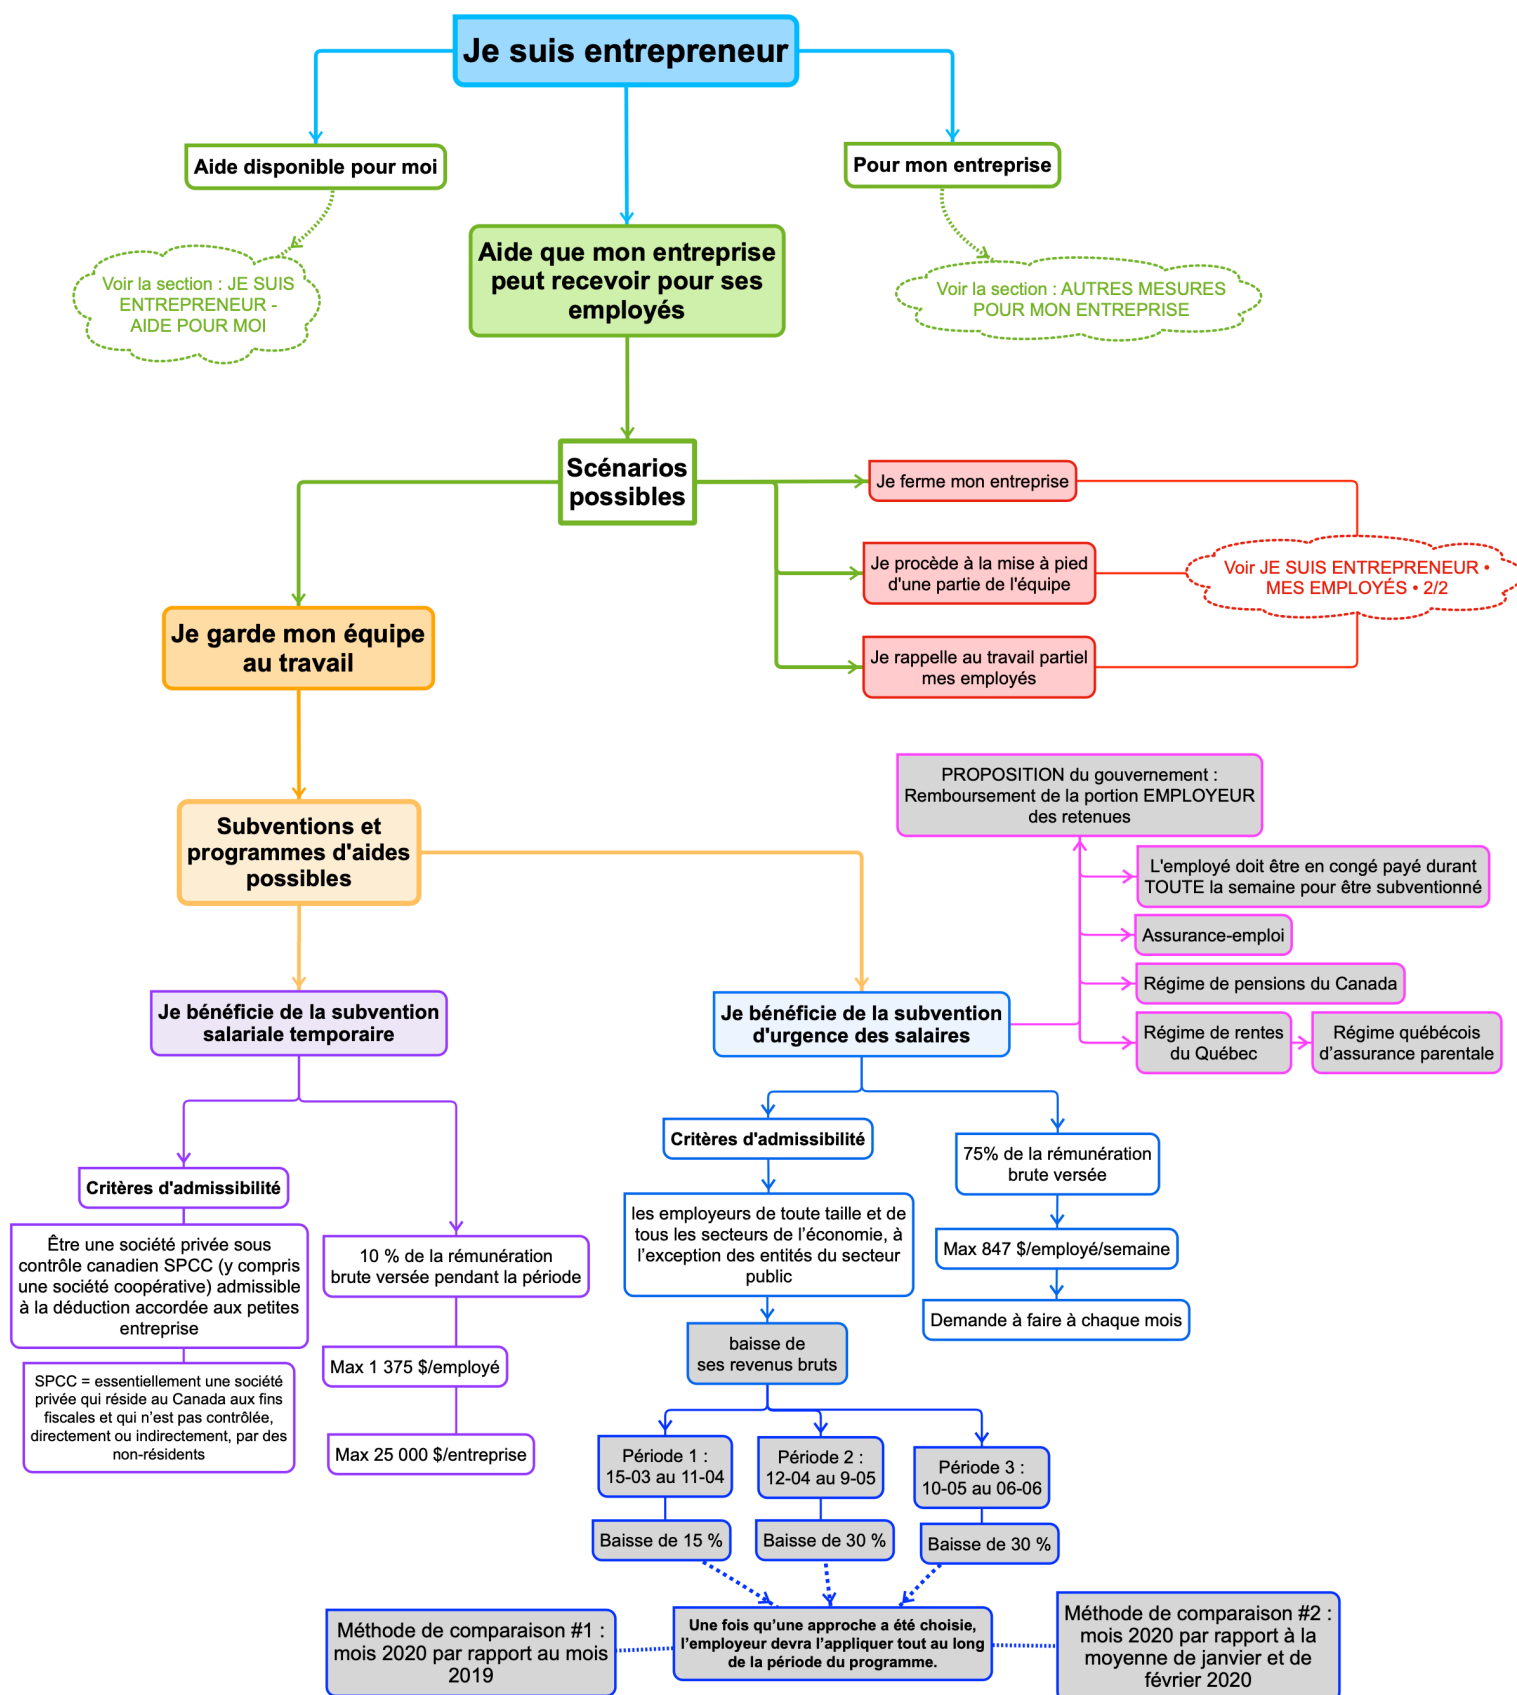 Je suis entrepreneur
Aide disponible pour moi
Pour mon entreprise
Voir la section : JE SUIS
ENTREPRENEUR -
AIDE POUR MOI
Aide que mon entreprise
peut recevoir pour ses
employés
Voir la section : AUTRES MESURES
POUR MON ENTREPRISE
Scénarios
possibles
Je ferme mon entreprise
Je procède à la mise à pied
d'une partie de l'équipe
Voir JE SUIS ENTREPRENEUR •
MES EMPLOYÉS • 2/2
Je rappelle au travail partiel
mes employés
Je garde mon équipe
au travail
Subventions et
programmes d'aides
possibles
PROPOSITION du gouvernement :
Remboursement de la portion EMPLOYEUR
des retenues
L'employé doit être en congé payé durant
TOUTE la semaine pour être subventionné
Assurance-emploi
Régime de pensions du Canada
Régime de rentes
du Québec
Régime québécois
d’assurance parentale
Je bénéficie de la subvention
salariale temporaire
Je bénéficie de la subvention
d'urgence des salaires
Critères d'admissibilité
Être une société privée sous
contrôle canadien SPCC (y compris
une société coopérative) admissible
à la déduction accordée aux petites
entreprise
SPCC = essentiellement une société
privée qui réside au Canada aux fins
fiscales et qui n’est pas contrôlée,
directement ou indirectement, par des
non-résidents
10 % de la rémunération
brute versée pendant la période
Max 1 375 $/employé
Max 25 000 $/entreprise
Critères d'admissibilité
les employeurs de toute taille et de
tous les secteurs de l’économie, à
l’exception des entités du secteur
public
75% de la rémunération
brute versée
Max 847 $/employé/semaine
Demande à faire à chaque mois
baisse de
ses revenus bruts
Période 1 :
15-03 au 11-04
Période 2 :
12-04 au 9-05
Période 3 :
10-05 au 06-06
Baisse de 15 %
Baisse de 30 %
Baisse de 30 %
Méthode de comparaison #1 :
mois 2020 par rapport au mois
2019
Une fois qu’une approche a été choisie,
l’employeur devra l’appliquer tout au long
de la période du programme.
Méthode de comparaison #2 :
mois 2020 par rapport à la
moyenne de janvier et de
février 2020